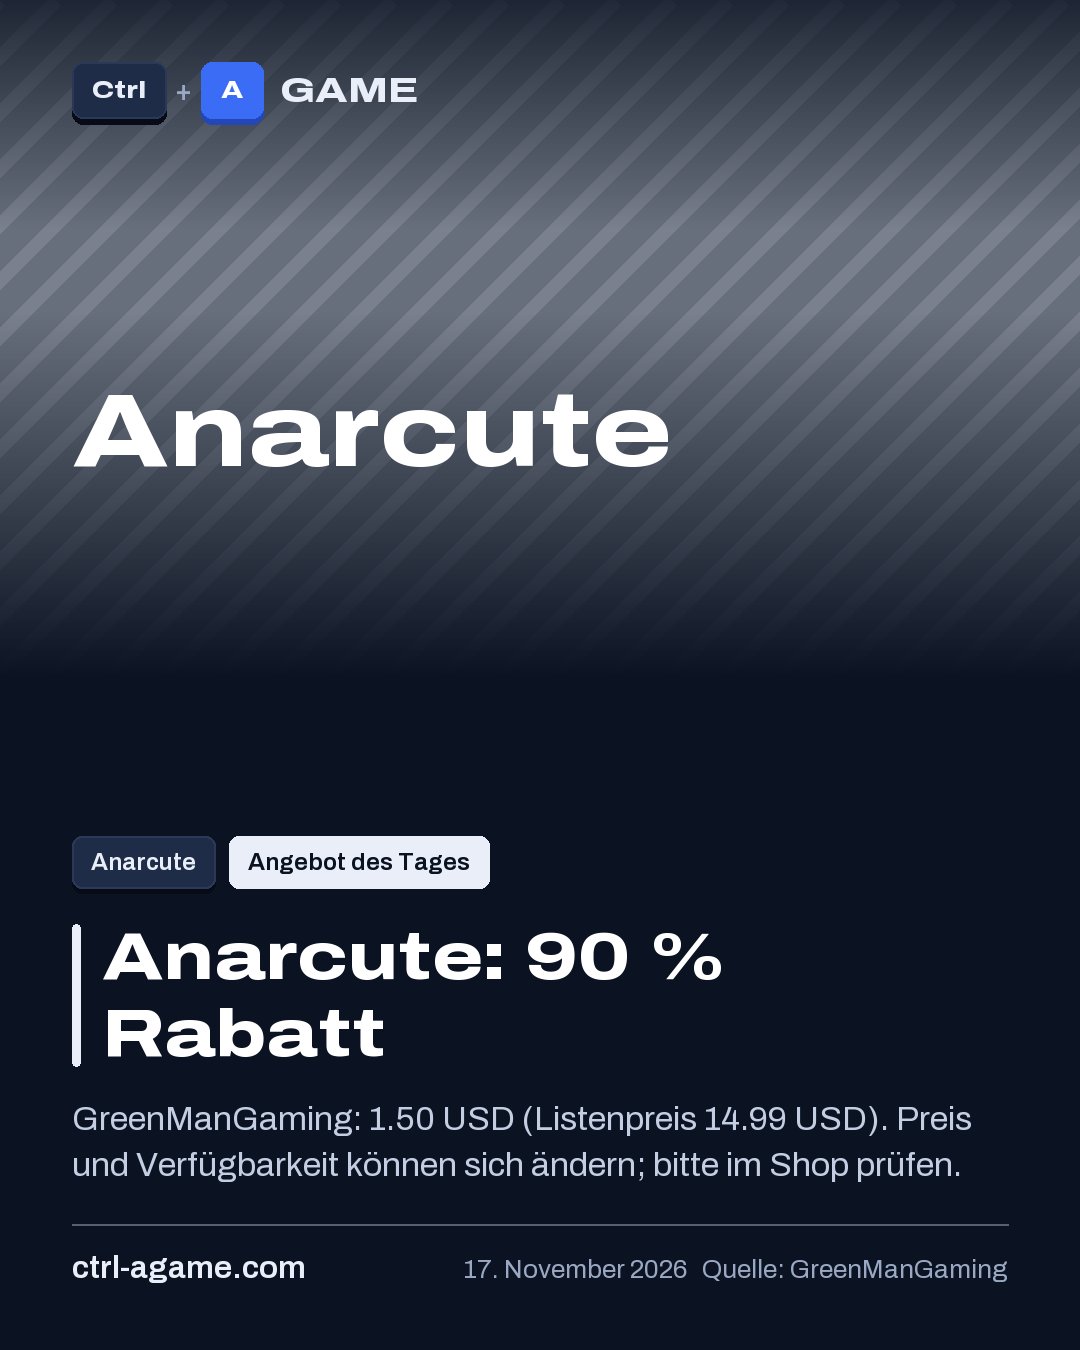 Ctrl + A GAME
Anarcute
Anarcute Angebot des Tages
Anarcute: 90 %
Rabatt
GreenManGaming: 1.50 USD (Listenpreis 14.99 USD). Preis
und Verfügbarkeit können sich ändern; bitte im Shop prüfen.
ctrl-agame.com 17. November 2026 Quelle: GreenManGaming